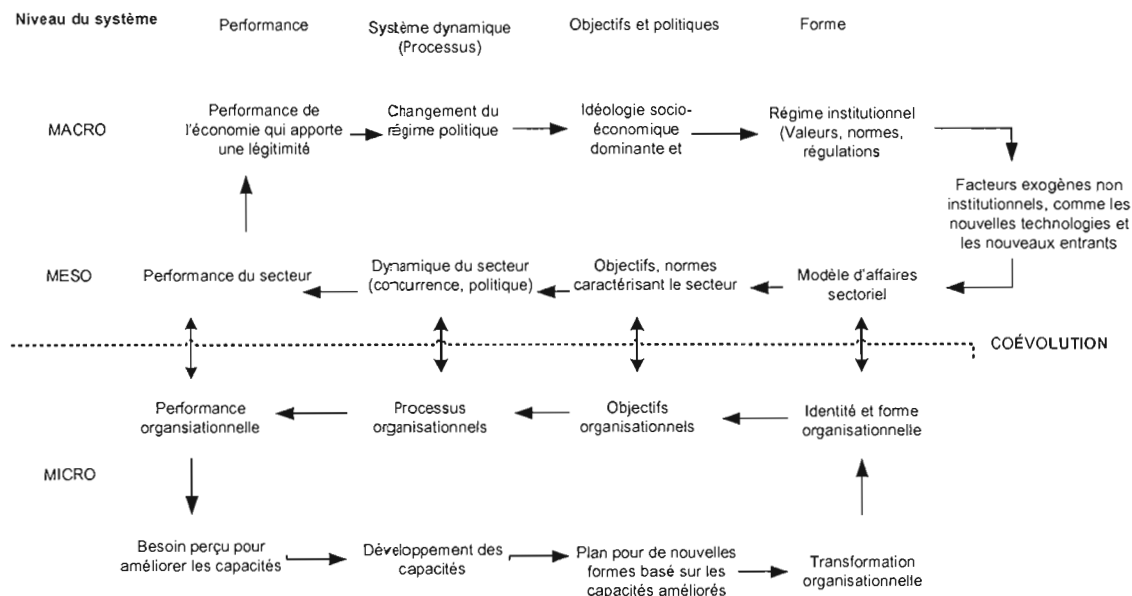 Niveau du système
Performance
Système dynamique
(Processus)
Objectifs et politiques
Forme
MACRO
Performance de
l'économie qui apporte
une légitimité
Changement du
régime politique
Idéologie socio-
économique
dominante et
Régime institutionnel
(Valeurs, normes,
régulations
Facteurs exogènes non
institutionnels, comme les
nouvelles technologies et
les nouveaux entrants
MESO
Performance du secteur
Dynamique du secteur
(concurrence, politique)
Objectifs, normes
caractérisant le secteur
Modèle d'affaires
sectoriel
COÉVOLUTION
Performance
organsiationnelle
Processus
organisationnels
Objectifs
organisationnels
Identité et forme
organisationnelle
MICRO
Besoin perçu pour
améliorer les capacités
Développement des
capacités
Plan pour de nouvelles
formes basé sur les
capacités améliorés
Transformation
organisationnelle